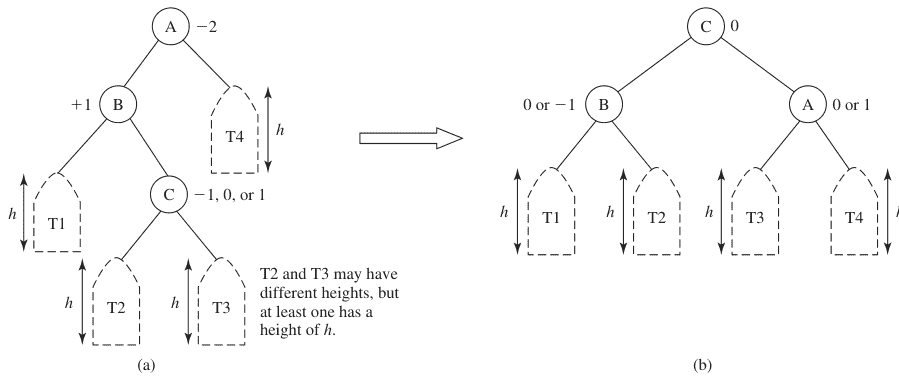 A −2
C 0
+1 B
T4 h
0 or −1 B
A 0 or 1
C −1, 0, or 1
h T1
h T1
h T2
h T3
T4 h
h T2
h T3
T2 and T3 may have
different heights, but
at least one has a
height of h.
(a)
(b)